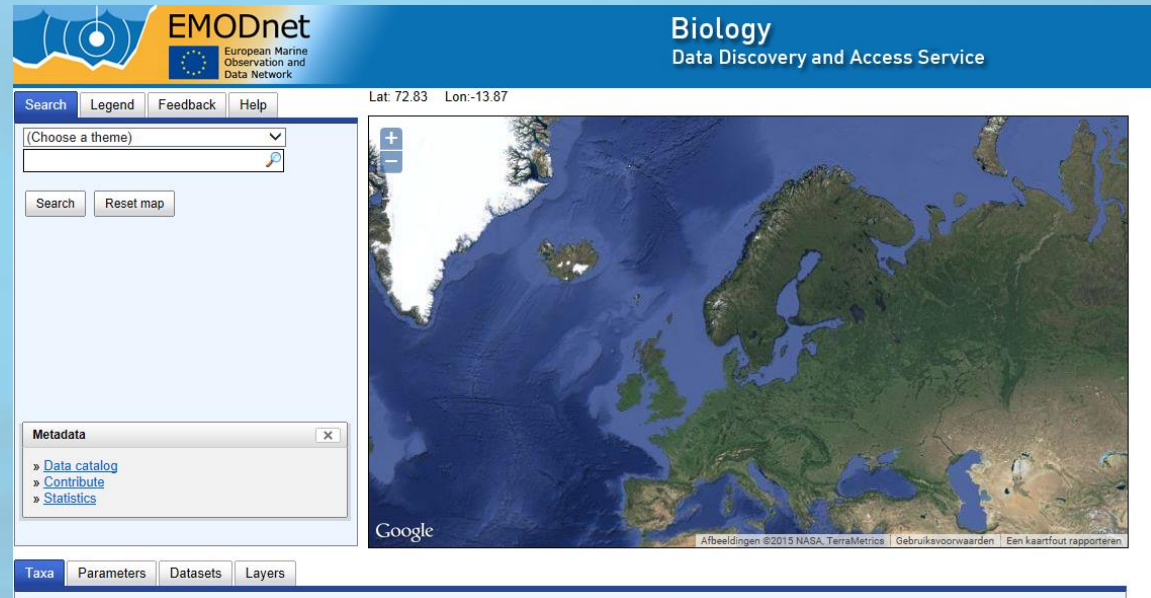 EMODnet
European Marine
Observation and
Data Network
Biology
Data Discovery and Access Service
Search Legend Feedback Help
Lat: 72.83 Lon:-13.87
(Choose a theme)
+
−
Search Reset map
Metadata x
» Data catalog
» Contribute
» Statistics
Google
Afbeeldingen ©2015 NASA, TerraMetrics Gebruiksvoorwaarden Een kaartfout rapporteren
Taxa Parameters Datasets Layers